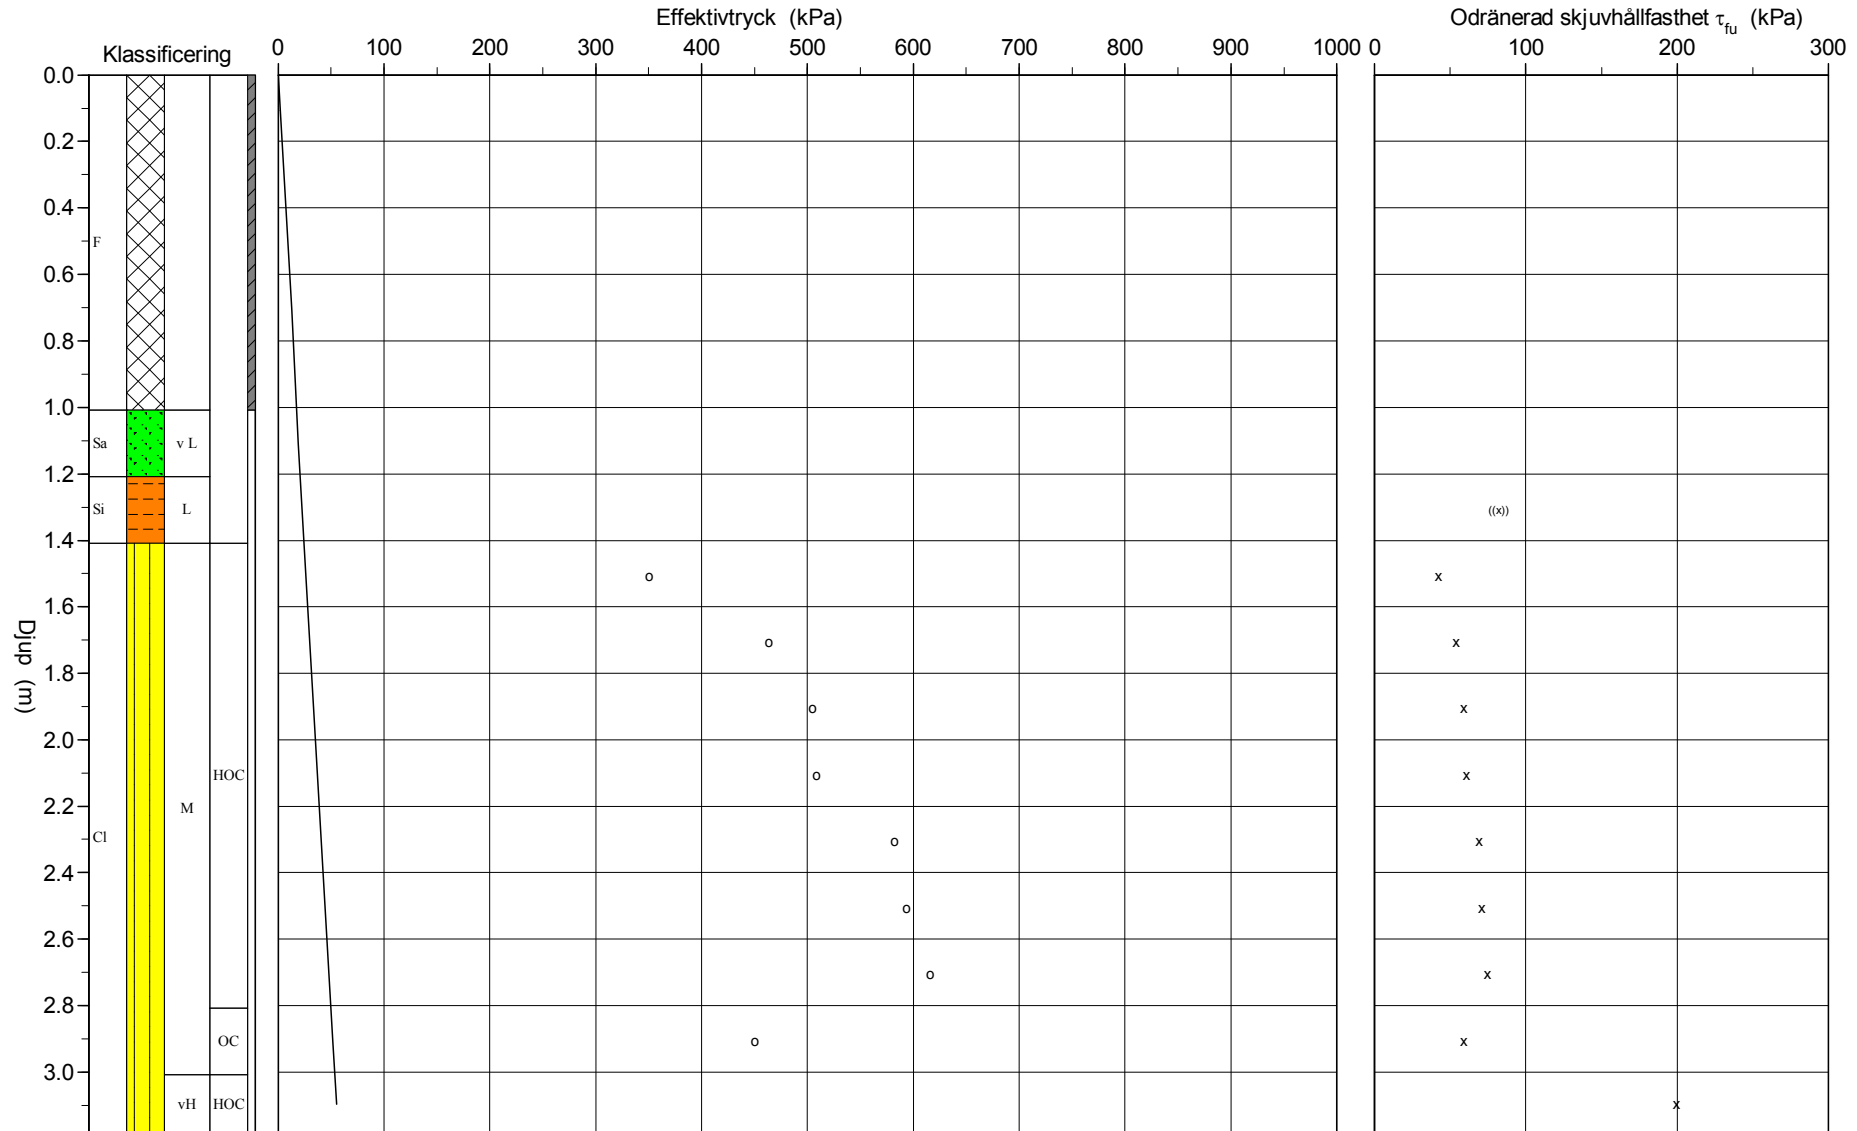 Effektivtryck (kPa)
Odränerad skjuvhållfasthet τfu (kPa)
Klassificering
0 100 200 300 400 500 600 700 800 900 1000
0 100 200 300
0.0
0.2
0.4
F
0.6
0.8
1.0
Sa v L
1.2
Si L
((x))
1.4
o x
1.6
Djup (m)
o x
1.8
o x
2.0
HOC
o x
2.2
M
Cl
o x
2.4
o x
2.6
o x
2.8
OC
o x
3.0
vH HOC
x